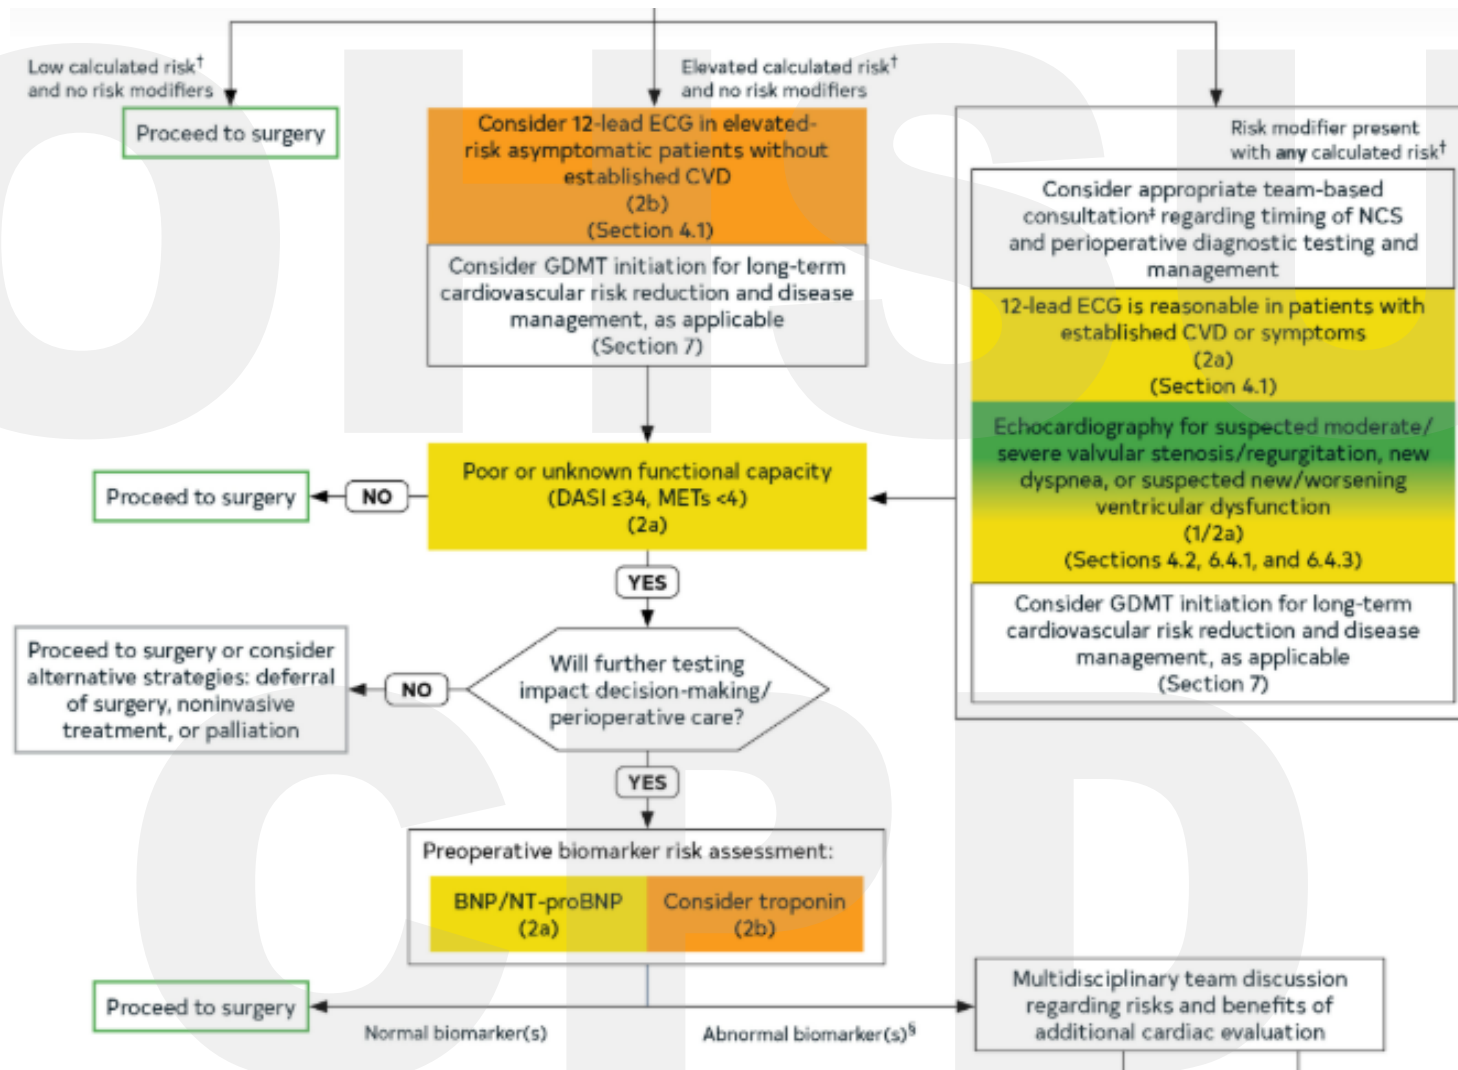 Low calculated risk†
and no risk modifiers
Proceed to surgery
Elevated calculated risk†
and no risk modifiers
Consider 12-lead ECG in elevated-
risk asymptomatic patients without
established CVD
(2b)
(Section 4.1)
Consider GDMT initiation for long-term
cardiovascular risk reduction and disease
management, as applicable
(Section 7)
Risk modifier present
with any calculated risk†
Consider appropriate team-based
consultation‡ regarding timing of NCS
and perioperative diagnostic testing and
management
12-lead ECG is reasonable in patients with
established CVD or symptoms
(2a)
(Section 4.1)
Echocardiography for suspected moderate/
severe valvular stenosis/regurgitation, new
dyspnea, or suspected new/worsening
ventricular dysfunction
(1/2a)
(Sections 4.2, 6.4.1, and 6.4.3)
Consider GDMT initiation for long-term
cardiovascular risk reduction and disease
management, as applicable
(Section 7)
Poor or unknown functional capacity
(DASI ≤34, METs <4)
(2a)
NO
Proceed to surgery
YES
Will further testing
impact decision-making/
perioperative care?
NO
Proceed to surgery or consider
alternative strategies: deferral
of surgery, noninvasive
treatment, or palliation
YES
Preoperative biomarker risk assessment:
BNP/NT-proBNP
(2a)
Consider troponin
(2b)
Proceed to surgery
Normal biomarker(s)
Abnormal biomarker(s)§
Multidisciplinary team discussion
regarding risks and benefits of
additional cardiac evaluation
OHSU
CPD